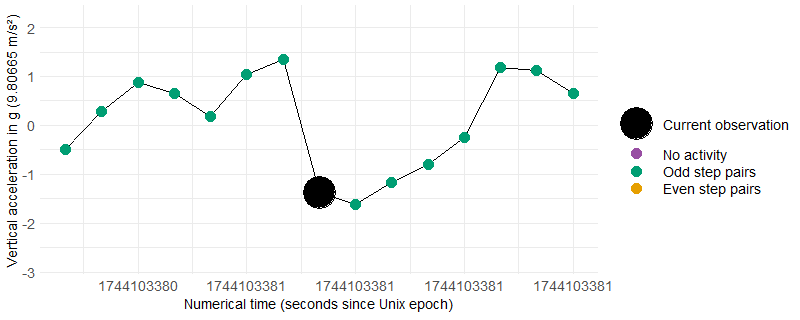 Vertical acceleration in g (9.80665 m/s²)
2
1
0
-1
-2
-3
1744103380
1744103381
1744103381
1744103381
1744103381
Numerical time (seconds since Unix epoch)
Current observation
No activity
Odd step pairs
Even step pairs